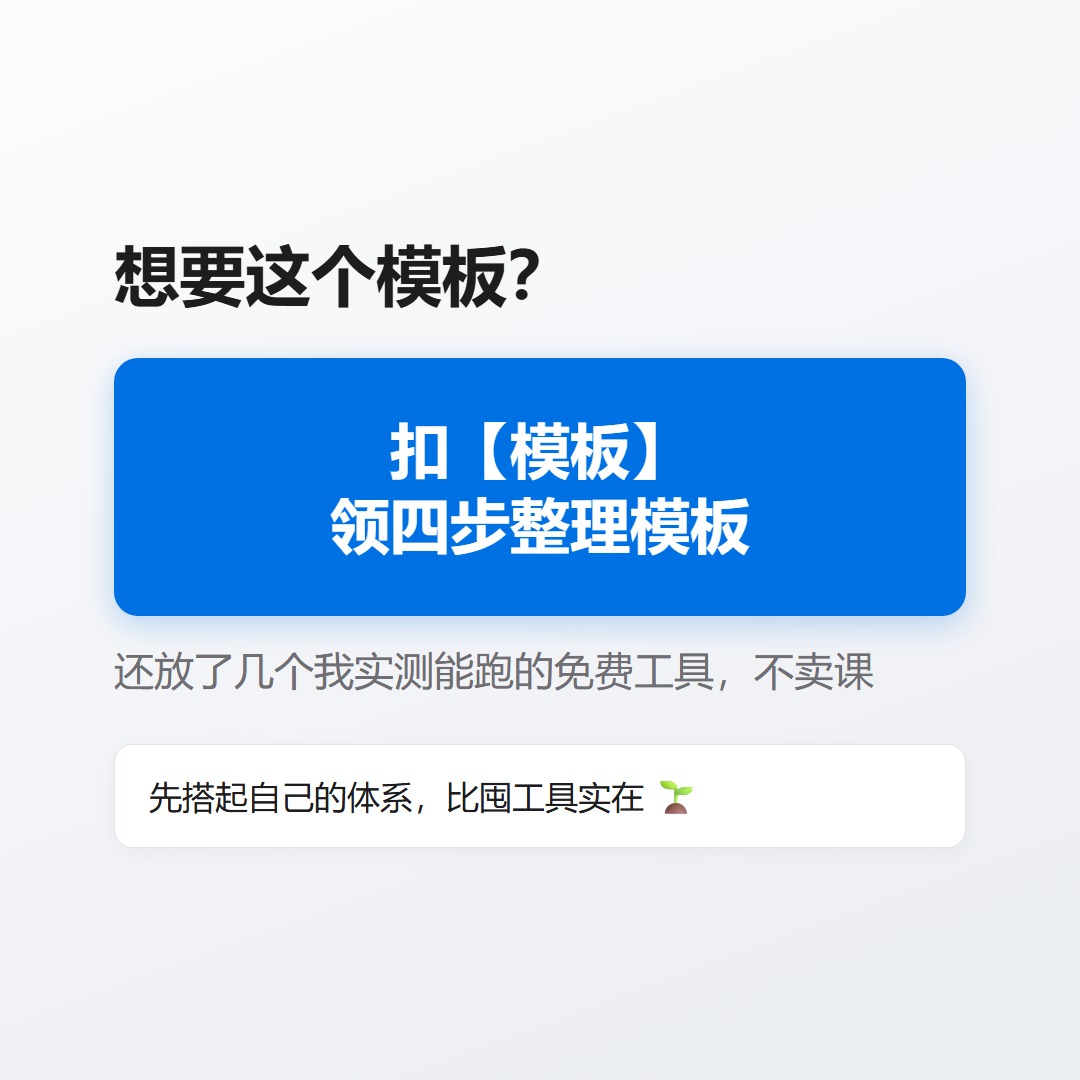 想要这个模板？
扣【模板】
领四步整理模板
还放了几个我实测能跑的免费工具，不卖课
先搭起自己的体系，比囤工具实在 🌱